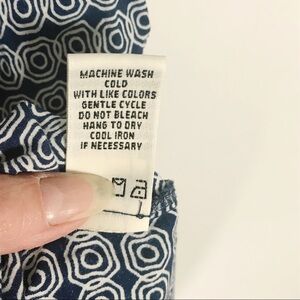 MACHINE WASH
COLD
WITH LIKE COLORS
GENTLE CYCLE
DO NOT BLEACH
HANG TO DRY
COOL IRON
IF NECESSARY